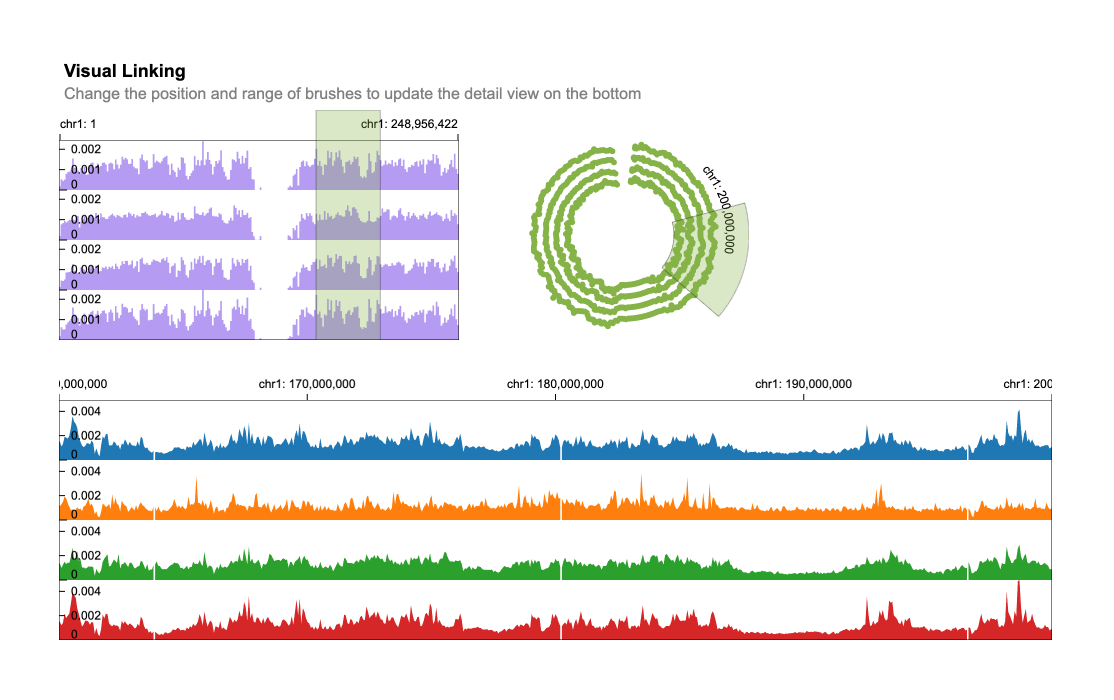 Visual Linking
Change the position and range of brushes to update the detail view on the bottom
chr1: 1
chr1: 248,956,422
0.002
0.001
0
0.002
0.001
0
0.002
0.001
0
0.002
0.001
0
chr1: 200,000,000
,000,000
chr1: 170,000,000
chr1: 180,000,000
chr1: 190,000,000
chr1: 200
0.004
0.002
0
0.004
0.002
0
0.004
0.002
0
0.004
0.002
0